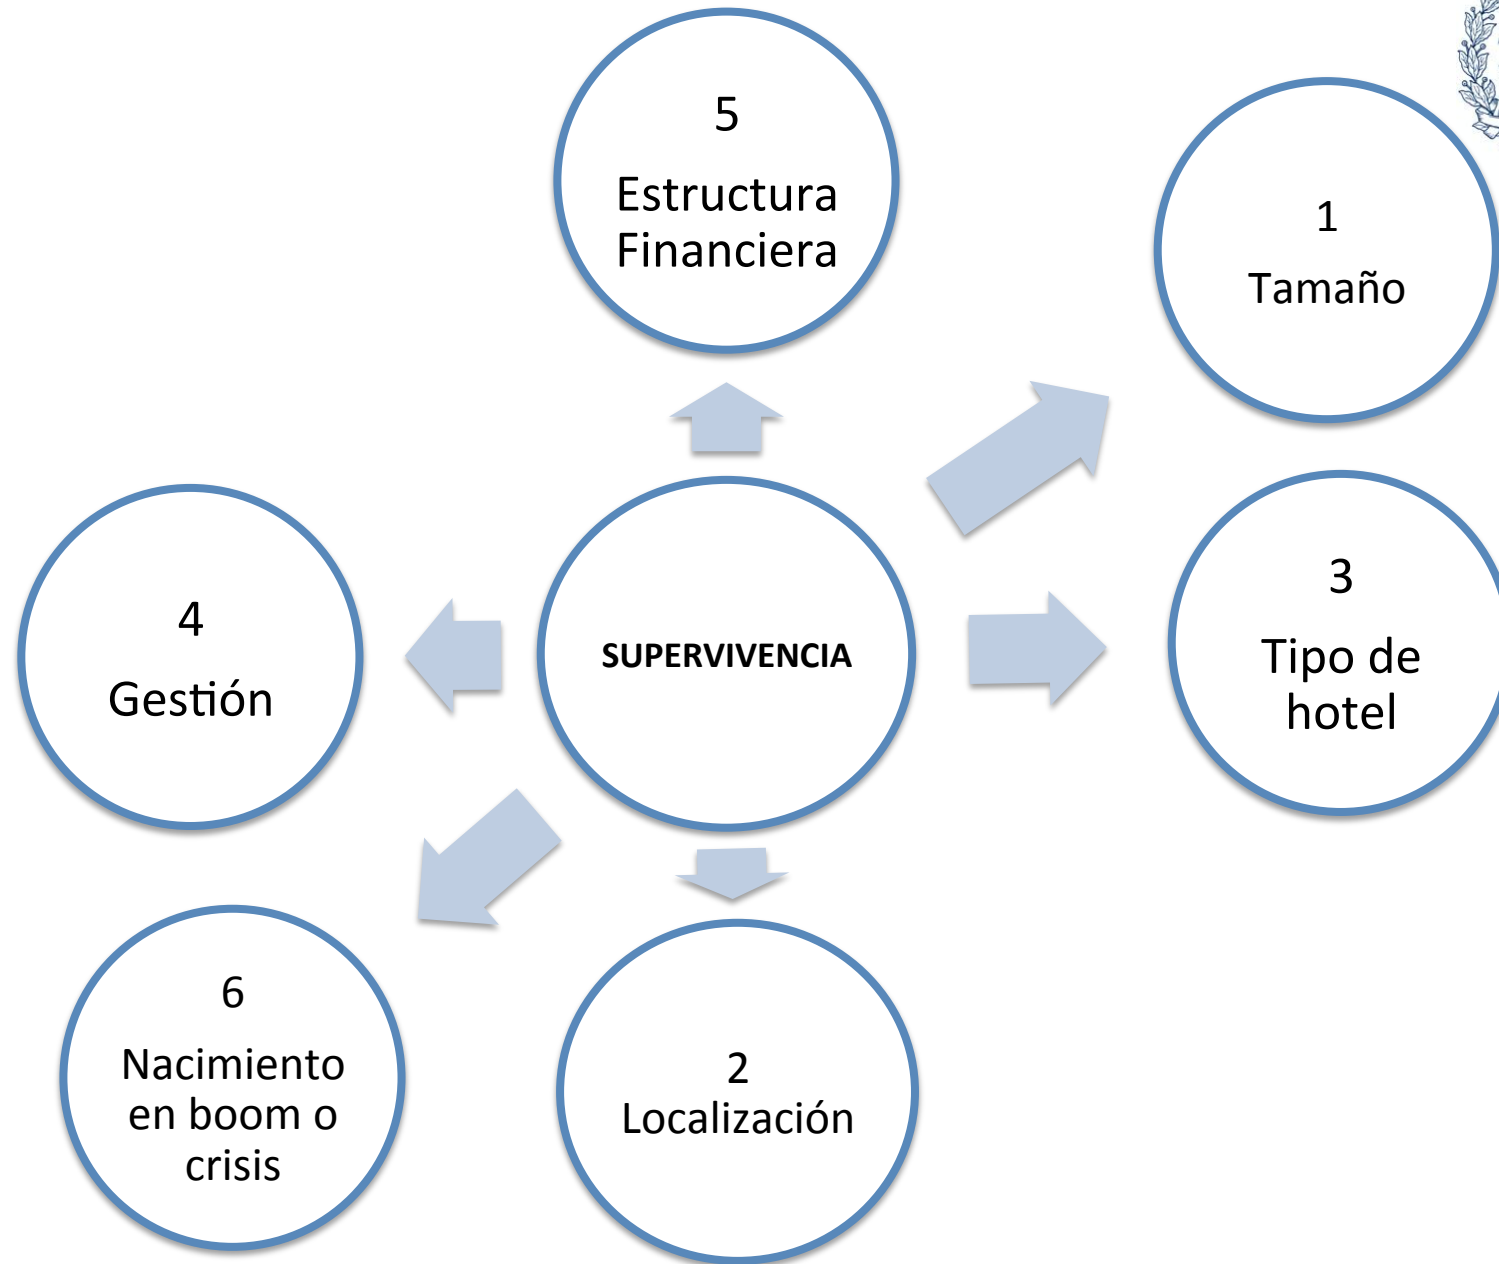 5
Estructura
Financiera
1
Tamaño
3
Tipo de
hotel
SUPERVIVENCIA
4
Gestión
6
Nacimiento
en boom o
crisis
2
Localización